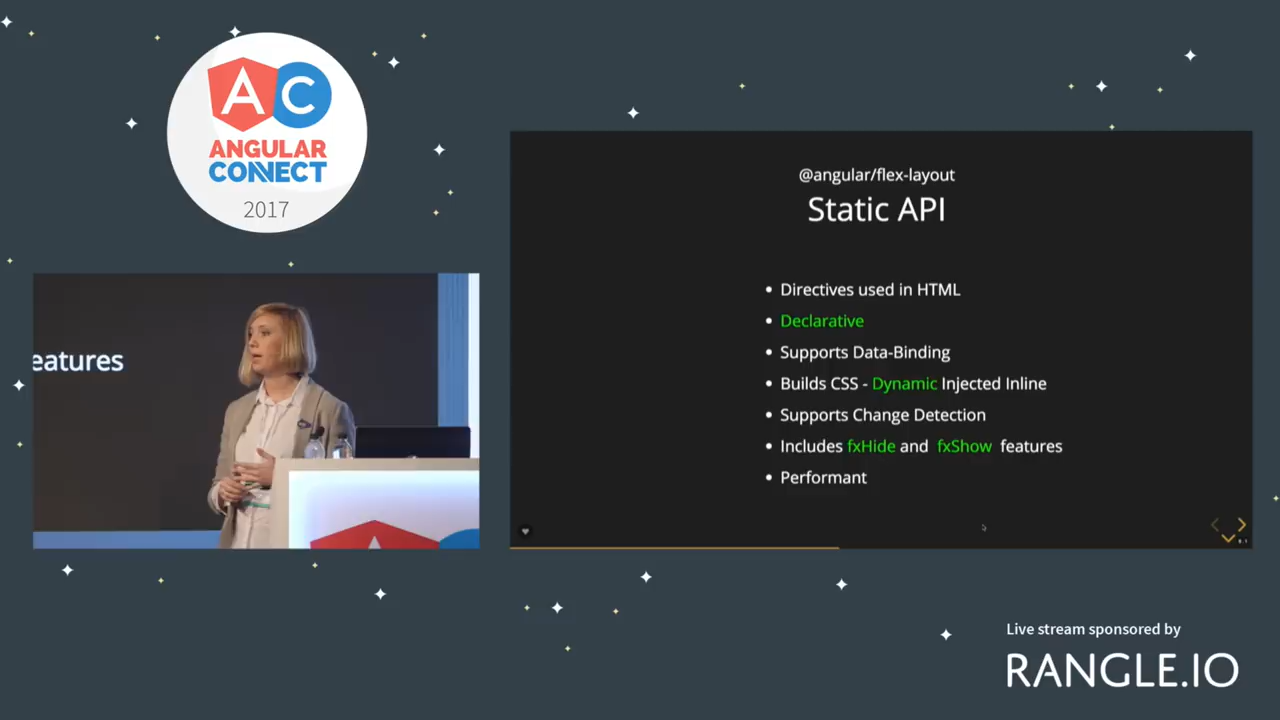 AC
ANGULAR
CONNECT
2017
eatures
@angular/flex-layout
Static API
• Directives used in HTML
• Declarative
• Supports Data-Binding
• Builds CSS - Dynamic Injected Inline
• Supports Change Detection
• Includes fxHide and fxShow features
• Performant
Live stream sponsored by
RANGLE.IO